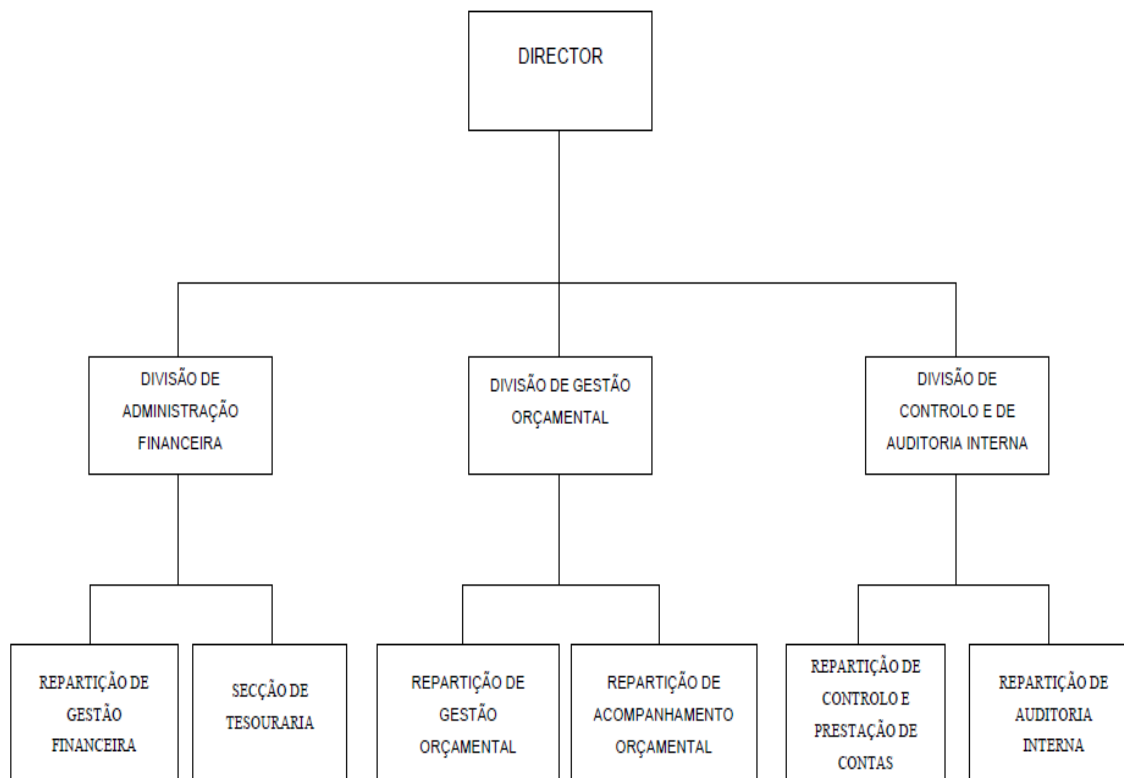 DIRECTOR
DIVISÃO DE
ADMINISTRAÇÃO
FINANCEIRA
DIVISÃO DE GESTÃO
ORÇAMENTAL
DIVISÃO DE
CONTROLO E DE
AUDITORIA INTERNA
REPARTIÇÃO DE
GESTÃO
FINANCEIRA
SECÇÃO DE
TESOURARIA
REPARTIÇÃO DE
GESTÃO
ORÇAMENTAL
REPARTIÇÃO DE
ACOMPANHAMENTO
ORÇAMENTAL
REPARTIÇÃO DE
CONTROLO E
PRESTAÇÃO DE
CONTAS
REPARTIÇÃO DE
AUDITORIA
INTERNA